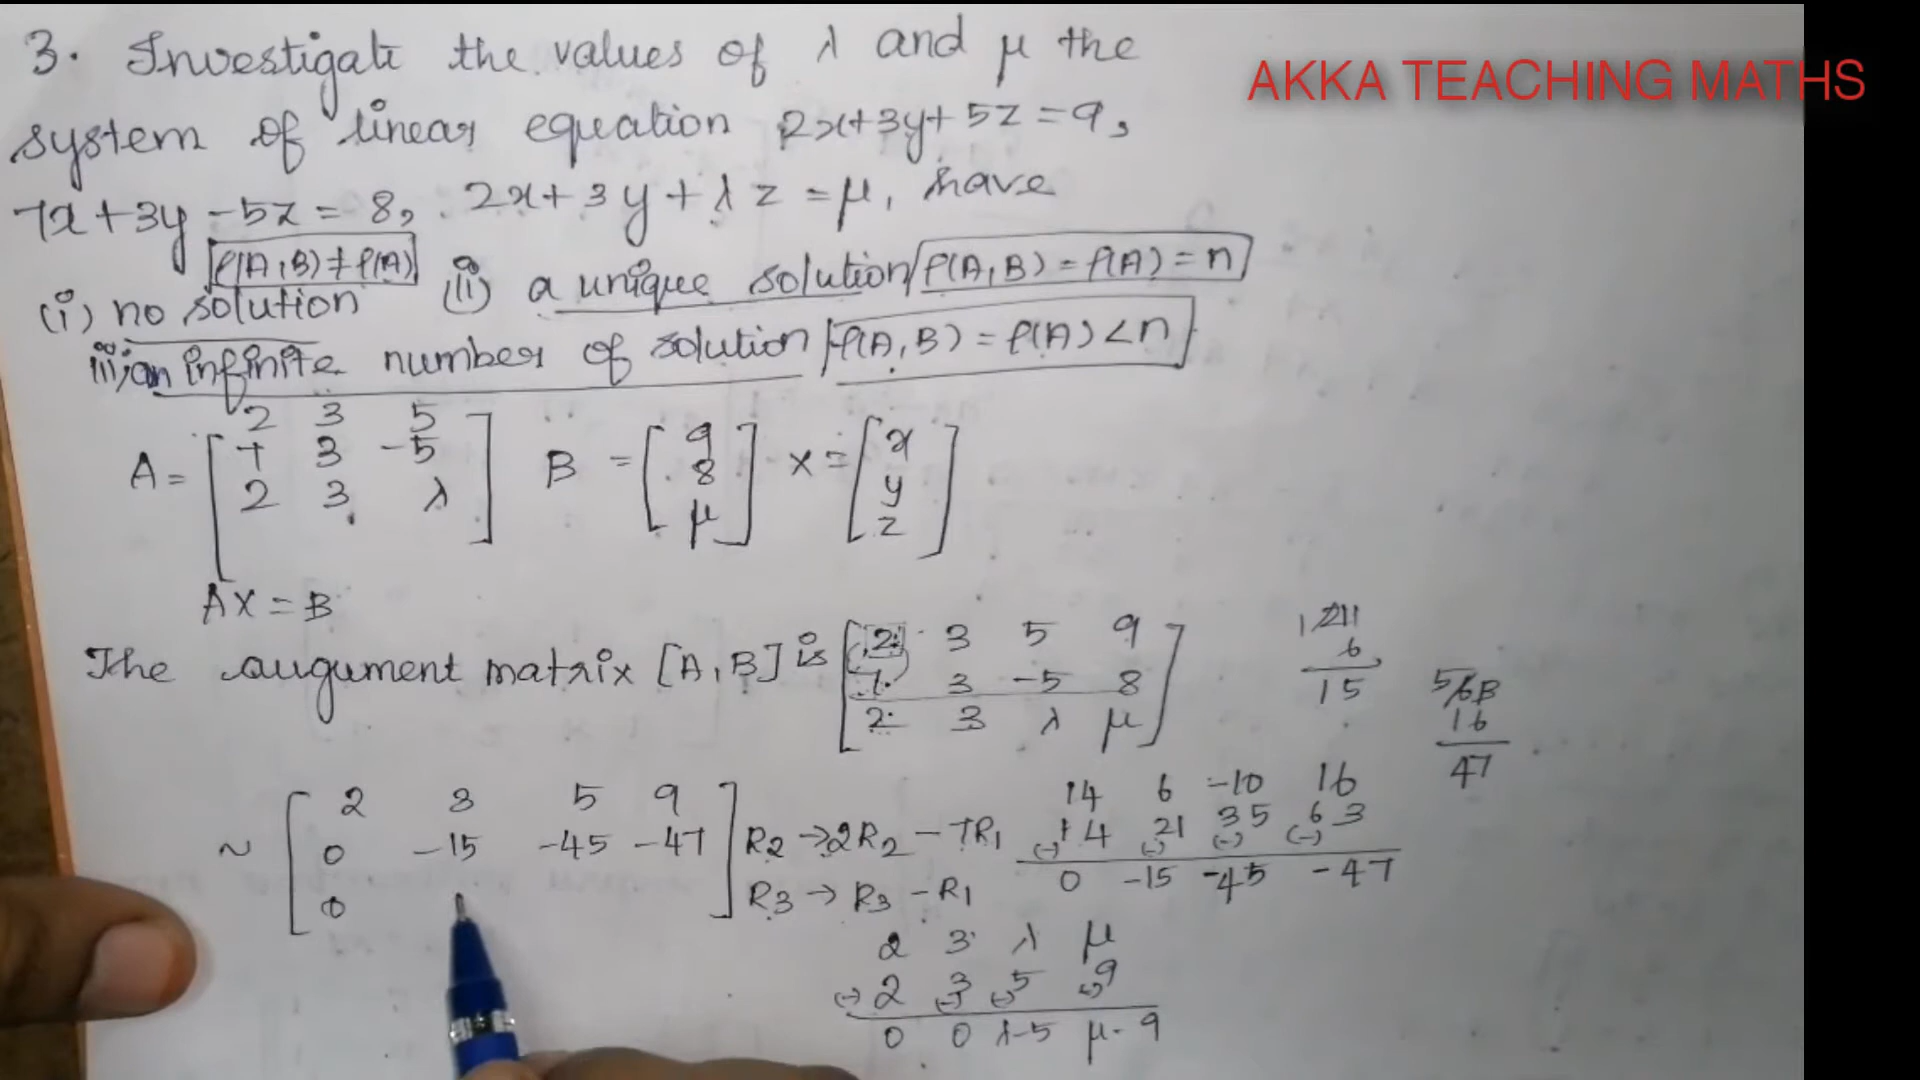 3. Investigate the values of λ and μ the
AKKA TEACHING MATHS
system of linear equation 2x+3y+5z=9,
7x+3y-5z=8, 2x+3y+λz=μ, have
ρ(A,B)≠ρ(A)
(i) no solution (ii) a unique solution ρ(A,B)=ρ(A)=n
iii, an infinite number of solution ρ(A,B)=ρ(A)<n
2 3 5
A = 7 3 -5 B = 9 8 μ X = x y z
2 3 λ
AX = B
The augument matrix [A,B] is 2 3 5 9
7 3 -5 8
2 3 λ μ
6
15
16
47
~ 2 3 5 9
0 -15 -45 -47 R2→2R2-7R1
0 R3→R3-R1
14 6 -10 16
(-)14 (-)21 (-)35 (-)63
0 -15 -45 -47
2 3 λ μ
(-)2 (-)3 (-)5 (-)9
0 0 λ-5 μ-9